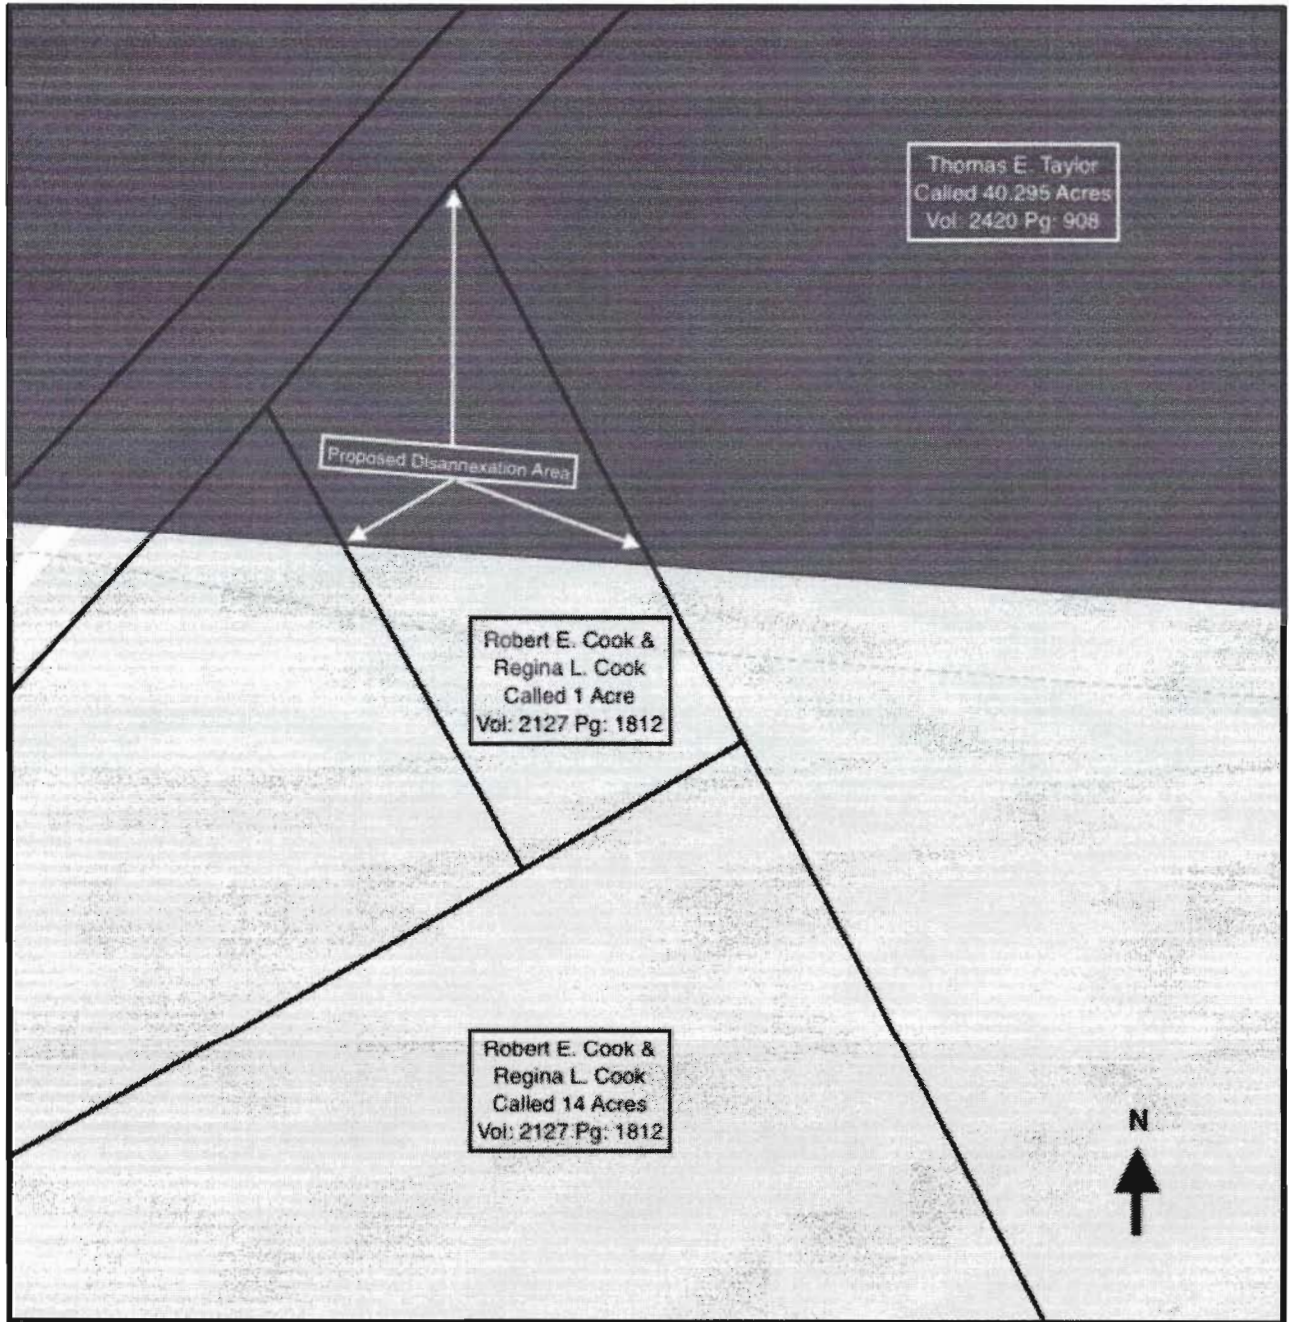 Thomas E. Taylor
Called 40.295 Acres
Vol: 2420 Pg: 908
Proposed Disannexation Area
Robert E. Cook &
Regina L. Cook
Called 1 Acre
Vol: 2127 Pg: 1812
Robert E. Cook &
Regina L. Cook
Called 14 Acres
Vol: 2127 Pg: 1812
N